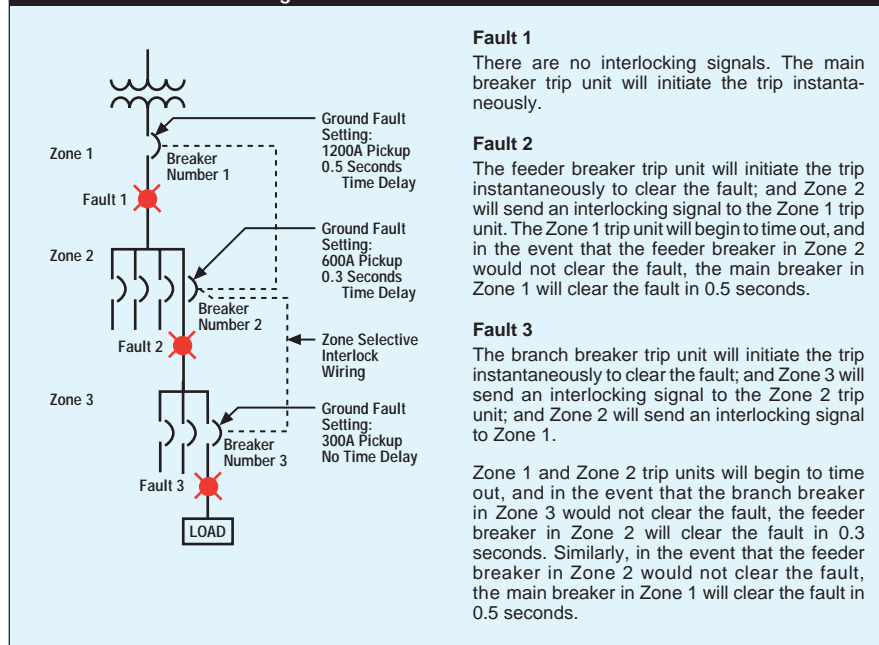 Ground Fault
Setting:
1200A Pickup
0.5 Seconds
Time Delay
Zone 1
Breaker
Number 1
Fault 1
Zone 2
Ground Fault
Setting:
600A Pickup
0.3 Seconds
Time Delay
Breaker
Number 2
Fault 2
Zone Selective
Interlock
Wiring
Zone 3
Ground Fault
Setting:
300A Pickup
No Time Delay
Breaker
Number 3
Fault 3
LOAD
Fault 1
There are no interlocking signals. The main
breaker trip unit will initiate the trip instanta-
neously.
Fault 2
The feeder breaker trip unit will initiate the trip
instantaneously to clear the fault; and Zone 2
will send an interlocking signal to the Zone 1 trip
unit. The Zone 1 trip unit will begin to time out, and
in the event that the feeder breaker in Zone 2
would not clear the fault, the main breaker in
Zone 1 will clear the fault in 0.5 seconds.
Fault 3
The branch breaker trip unit will initiate the trip
instantaneously to clear the fault; and Zone 3 will
send an interlocking signal to the Zone 2 trip
unit; and Zone 2 will send an interlocking signal
to Zone 1.
Zone 1 and Zone 2 trip units will begin to time
out, and in the event that the branch breaker
in Zone 3 would not clear the fault, the feeder
breaker in Zone 2 will clear the fault in 0.3
seconds. Similarly, in the event that the feeder
breaker in Zone 2 would not clear the fault,
the main breaker in Zone 1 will clear the fault in
0.5 seconds.